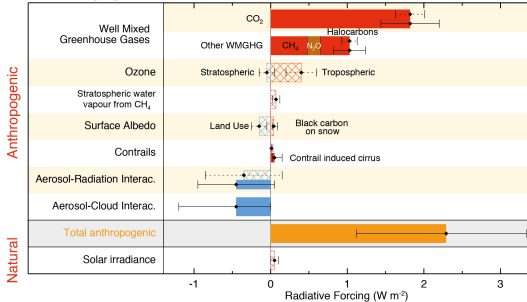 Anthropogenic
Natural
Well Mixed
Greenhouse Gases
CO2
Halocarbons
Other WMGHG
CH4
N2O
Ozone
Stratospheric
Tropospheric
Stratospheric water
vapour from CH4
Surface Albedo
Land Use
Black carbon
on snow
Contrails
Contrail induced cirrus
Aerosol-Radiation Interac.
Aerosol-Cloud Interac.
Total anthropogenic
Solar irradiance
-1 0 1 2 3
Radiative Forcing (W m-2)